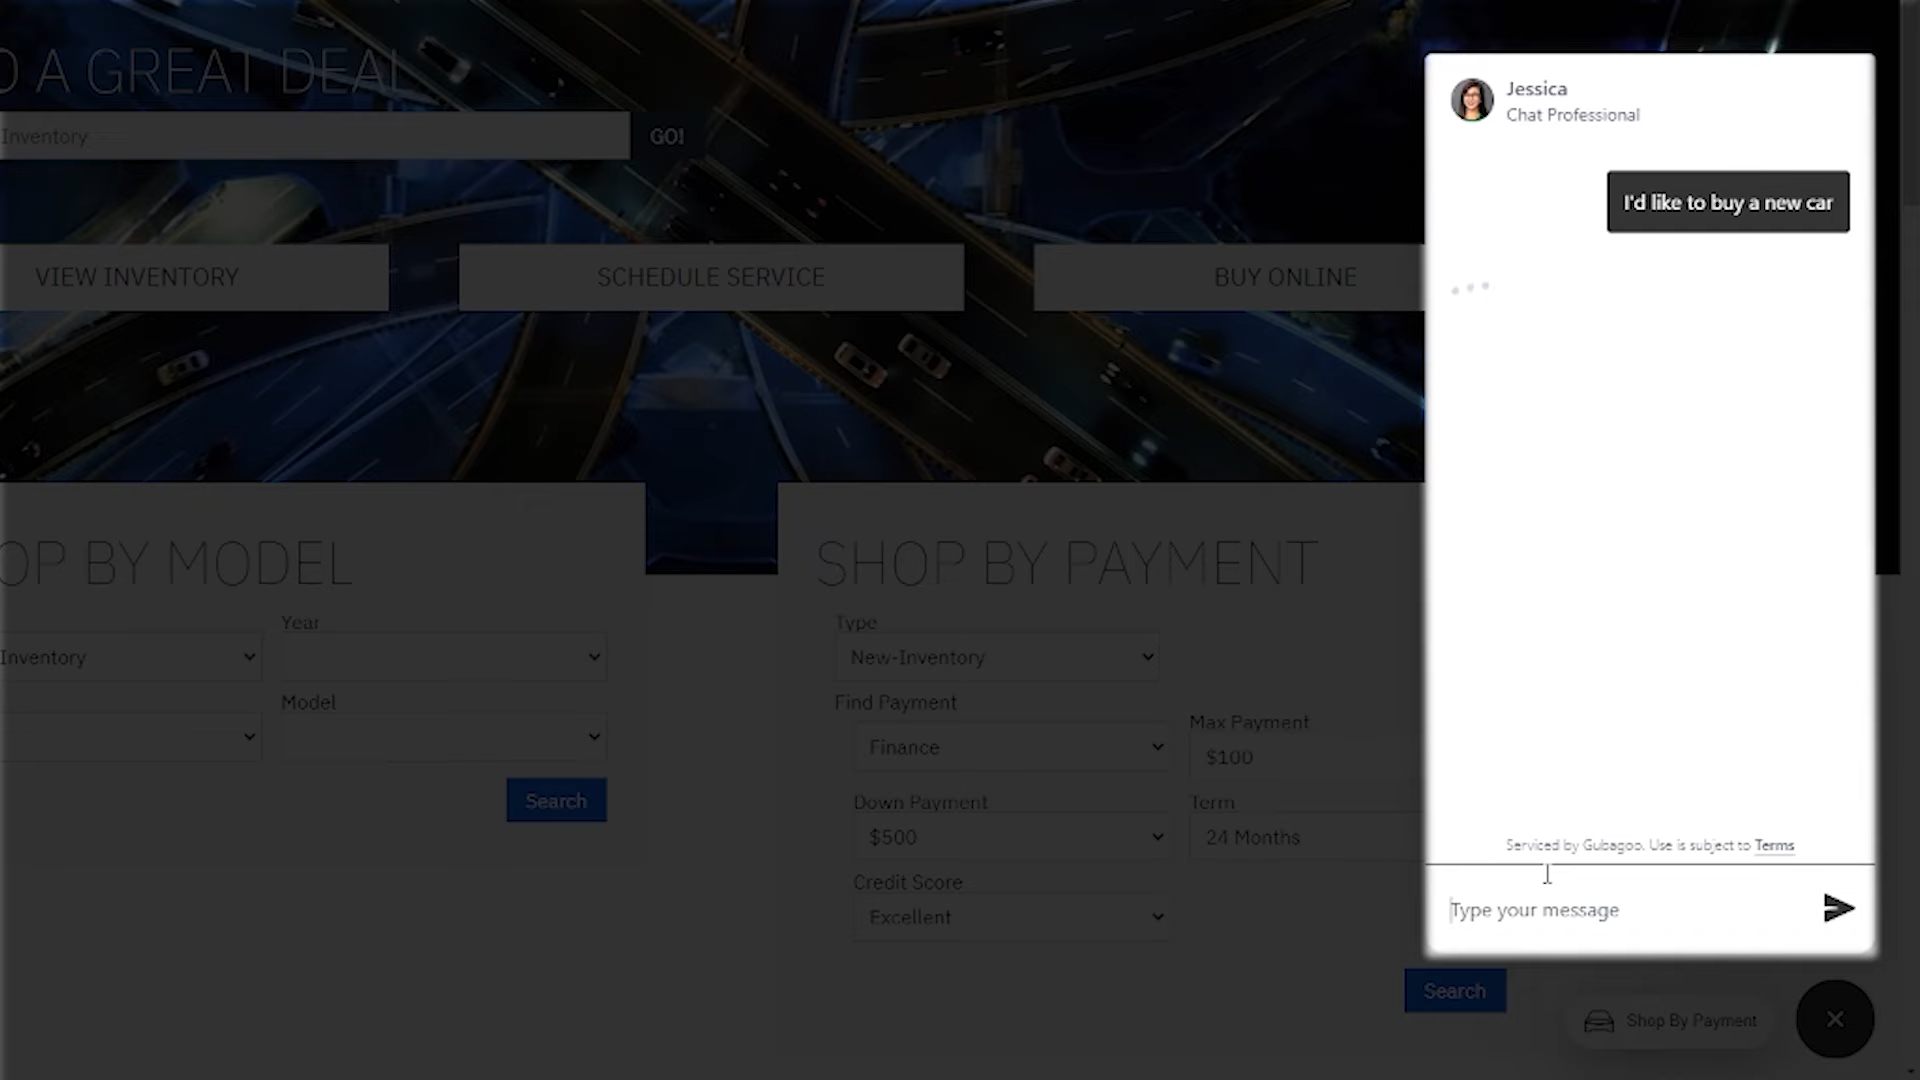 D A GREAT DEAL
Inventory
GO!
VIEW INVENTORY
SCHEDULE SERVICE
BUY ONLINE
OP BY MODEL
Inventory
Year
Model
Search
SHOP BY PAYMENT
Type
New-Inventory
Find Payment
Finance
Max Payment
$100
Down Payment
$500
Term
24 Months
Credit Score
Excellent
Search
Jessica
Chat Professional
I'd like to buy a new car
Serviced by Gubagoo. Use is subject to Terms
Type your message
Shop By Payment